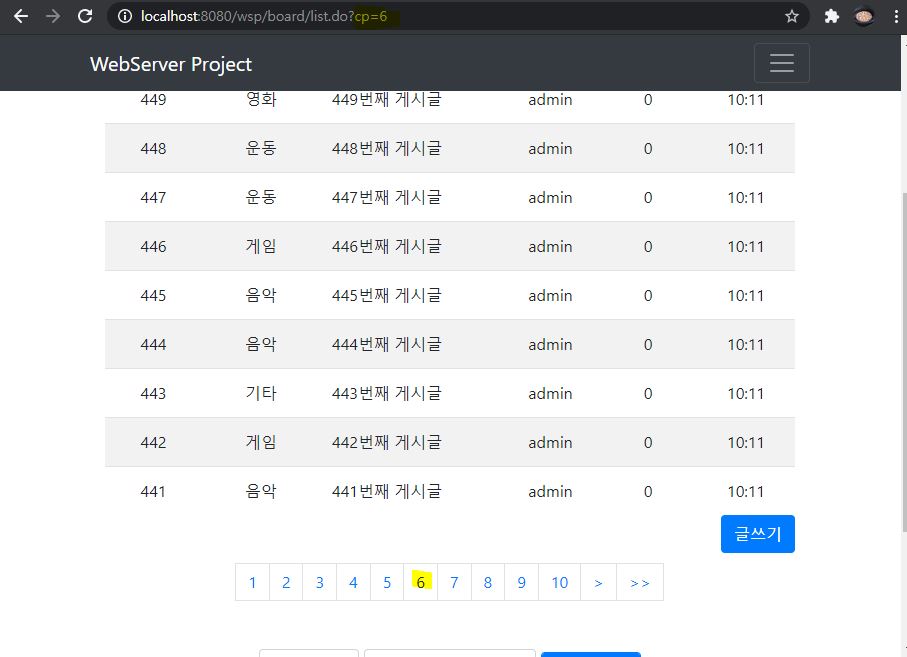 localhost:8080/wsp/board/list.do?cp=6
WebServer Project
449 영화 449번째 게시글 admin 0 10:11
448 운동 448번째 게시글 admin 0 10:11
447 운동 447번째 게시글 admin 0 10:11
446 게임 446번째 게시글 admin 0 10:11
445 음악 445번째 게시글 admin 0 10:11
444 음악 444번째 게시글 admin 0 10:11
443 기타 443번째 게시글 admin 0 10:11
442 게임 442번째 게시글 admin 0 10:11
441 음악 441번째 게시글 admin 0 10:11
글쓰기
1 2 3 4 5 6 7 8 9 10 > >>